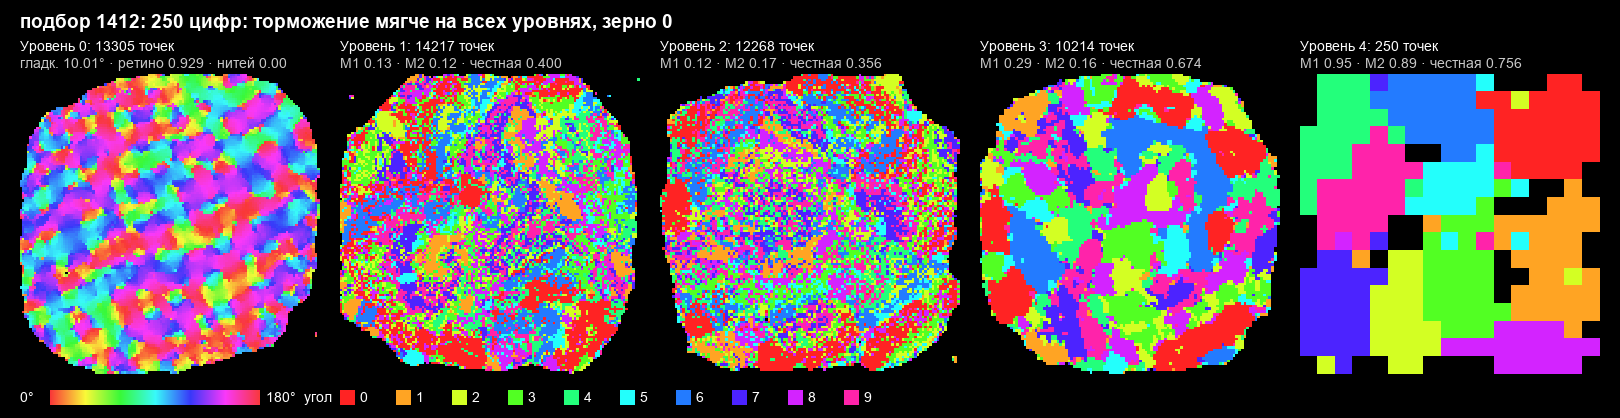 подбор 1412: 250 цифр: торможение мягче на всех уровнях, зерно 0
Уровень 0: 13305 точек
гладк. 10.01° · ретино 0.929 · нитей 0.00
Уровень 1: 14217 точек
M1 0.13 · M2 0.12 · честная 0.400
Уровень 2: 12268 точек
M1 0.12 · M2 0.17 · честная 0.356
Уровень 3: 10214 точек
M1 0.29 · M2 0.16 · честная 0.674
Уровень 4: 250 точек
M1 0.95 · M2 0.89 · честная 0.756
0° 180° угол 0 1 2 3 4 5 6 7 8 9